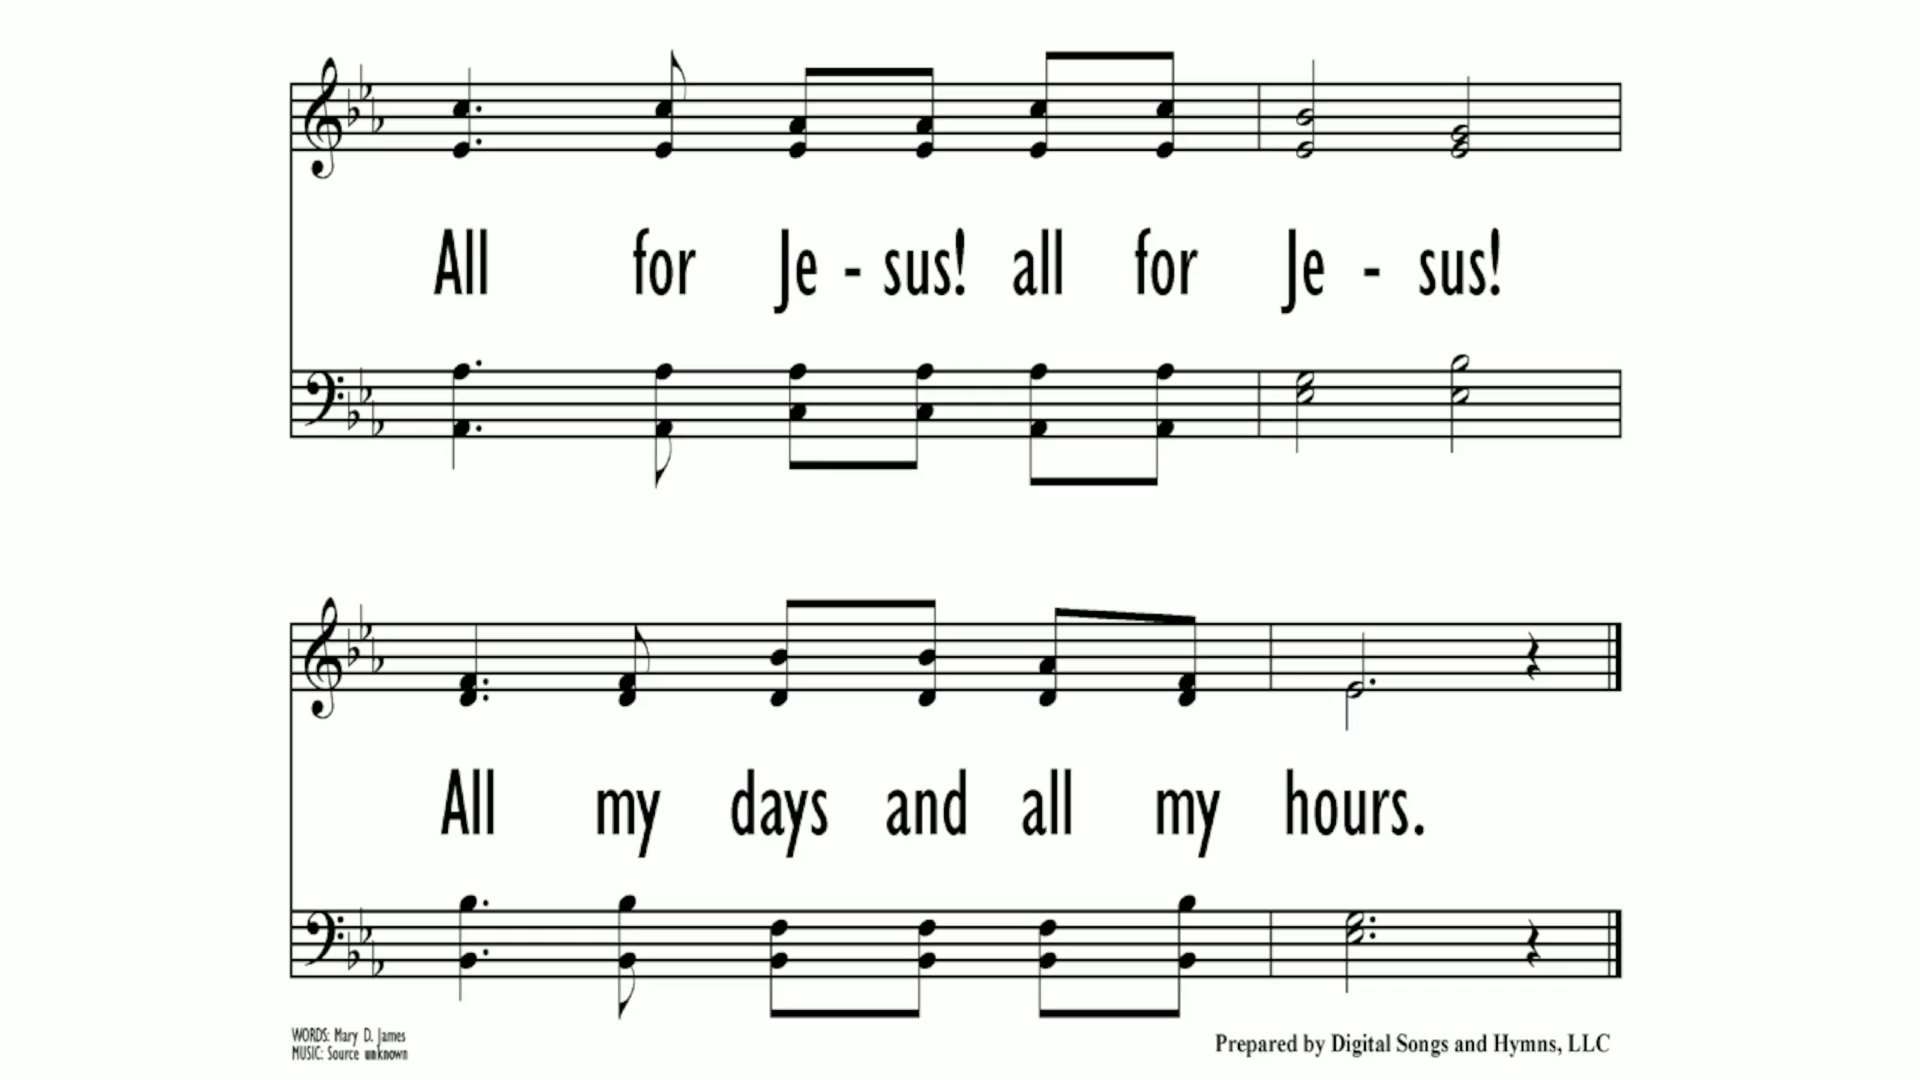 All for Je - sus! all for Je - sus!
All my days and all my hours.
WORDS: Mary D. James
MUSIC: Source unknown
Prepared by Digital Songs and Hymns, LLC